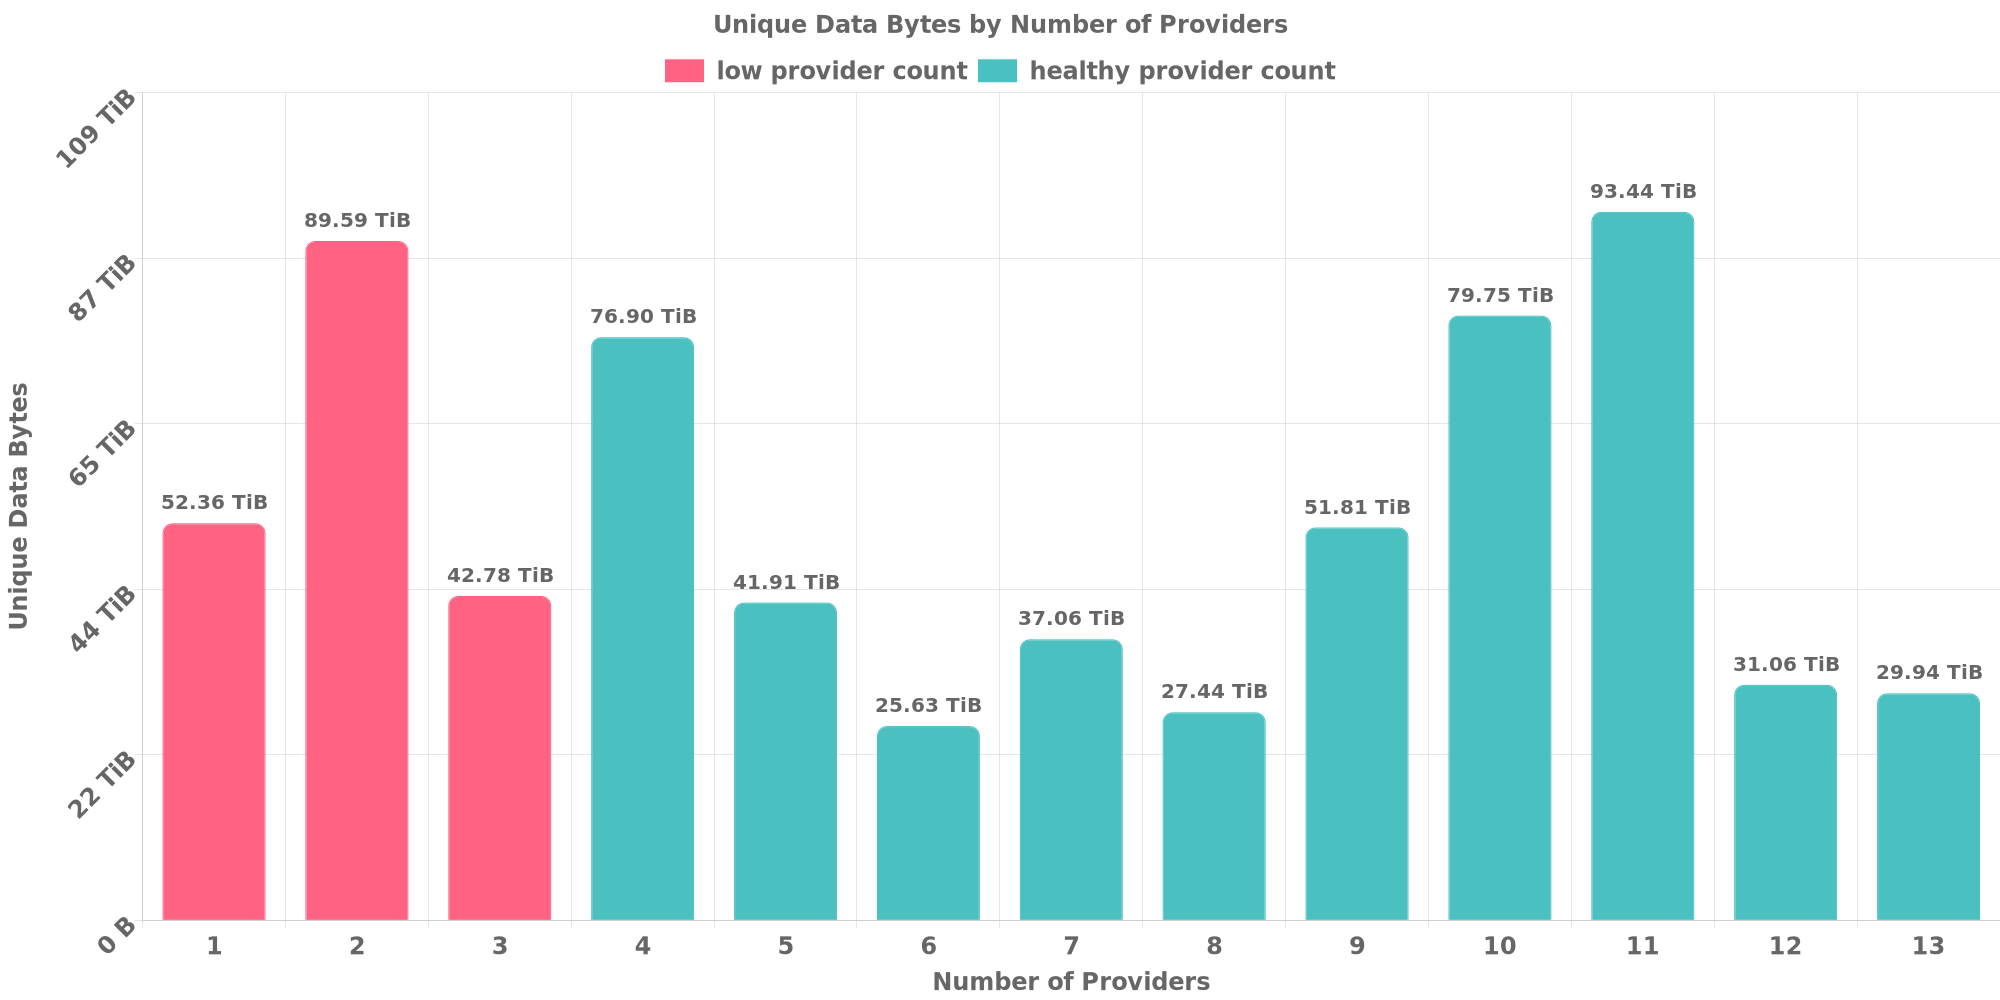 Unique Data Bytes by Number of Providers
low provider count healthy provider count
109 TiB
87 TiB
65 TiB
44 TiB
22 TiB
0 B
Unique Data Bytes
52.36 TiB
89.59 TiB
42.78 TiB
76.90 TiB
41.91 TiB
25.63 TiB
37.06 TiB
27.44 TiB
51.81 TiB
79.75 TiB
93.44 TiB
31.06 TiB
29.94 TiB
1 2 3 4 5 6 7 8 9 10 11 12 13
Number of Providers